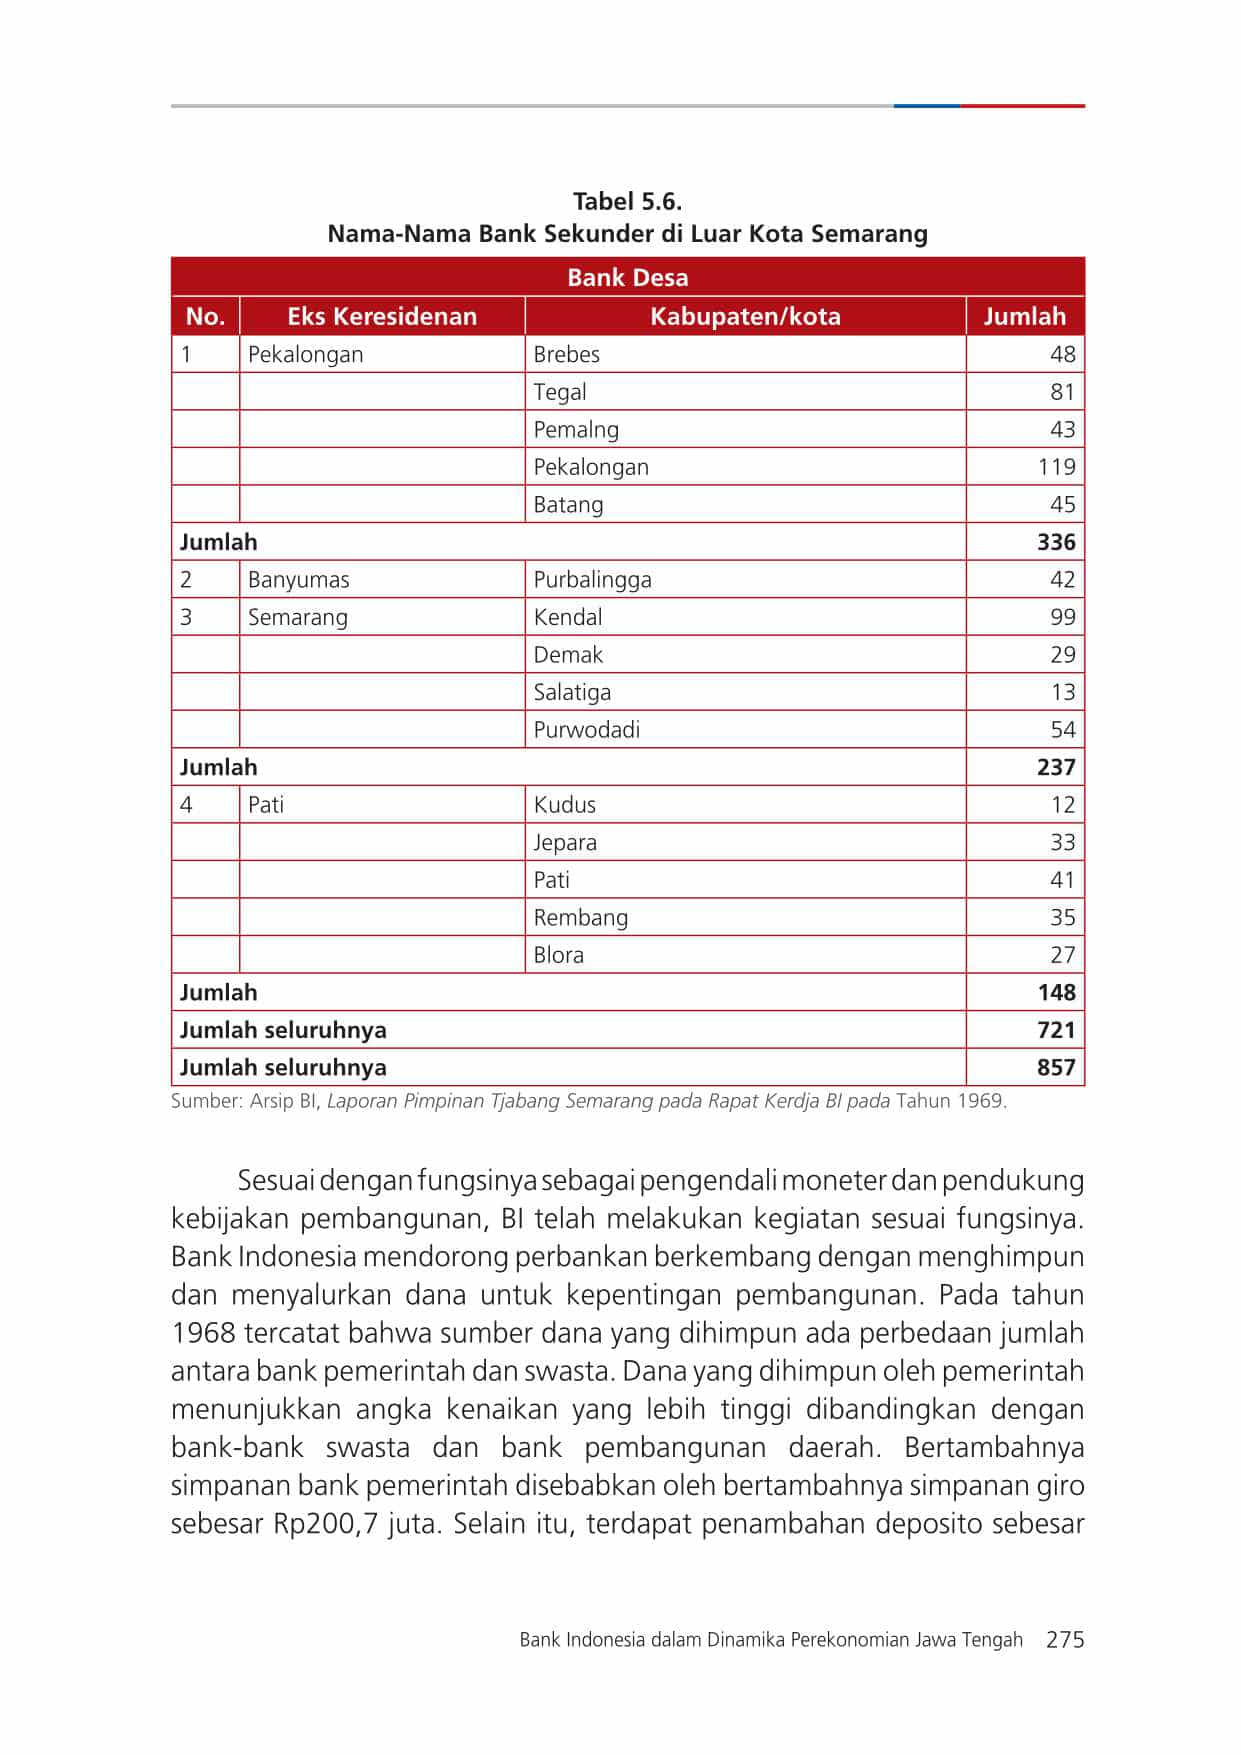 Tabel 5.6.
Nama-Nama Bank Sekunder di Luar Kota Semarang
Bank Desa
No. Eks Keresidenan Kabupaten/kota Jumlah
1 Pekalongan Brebes 48
Tegal 81
Pemalng 43
Pekalongan 119
Batang 45
Jumlah 336
2 Banyumas Purbalingga 42
3 Semarang Kendal 99
Demak 29
Salatiga 13
Purwodadi 54
Jumlah 237
4 Pati Kudus 12
Jepara 33
Pati 41
Rembang 35
Blora 27
Jumlah 148
Jumlah seluruhnya 721
Jumlah seluruhnya 857
Sumber: Arsip BI, Laporan Pimpinan Tjabang Semarang pada Rapat Kerdja BI pada Tahun 1969.
Sesuai dengan fungsinya sebagai pengendali moneter dan pendukung
kebijakan pembangunan, BI telah melakukan kegiatan sesuai fungsinya.
Bank Indonesia mendorong perbankan berkembang dengan menghimpun
dan menyalurkan dana untuk kepentingan pembangunan. Pada tahun
1968 tercatat bahwa sumber dana yang dihimpun ada perbedaan jumlah
antara bank pemerintah dan swasta. Dana yang dihimpun oleh pemerintah
menunjukkan angka kenaikan yang lebih tinggi dibandingkan dengan
bank-bank swasta dan bank pembangunan daerah. Bertambahnya
simpanan bank pemerintah disebabkan oleh bertambahnya simpanan giro
sebesar Rp200,7 juta. Selain itu, terdapat penambahan deposito sebesar
Bank Indonesia dalam Dinamika Perekonomian Jawa Tengah 275